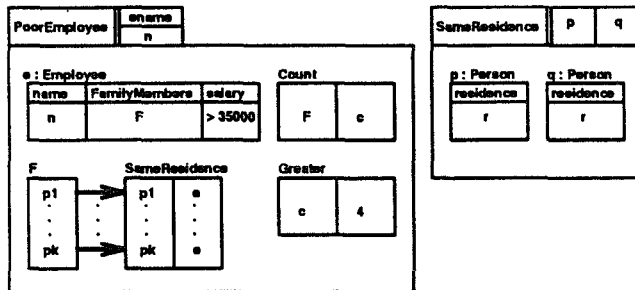 PoorEmployee ename
n
SameResidence p q
e : Employee
name FamilyMembers salary
n F > 35000
Count
F c
p : Person q : Person
residence residence
r r
F SameResidence
p1 p1 e
. . . .
. . . .
. . . .
pk pk e
Greater
c 4